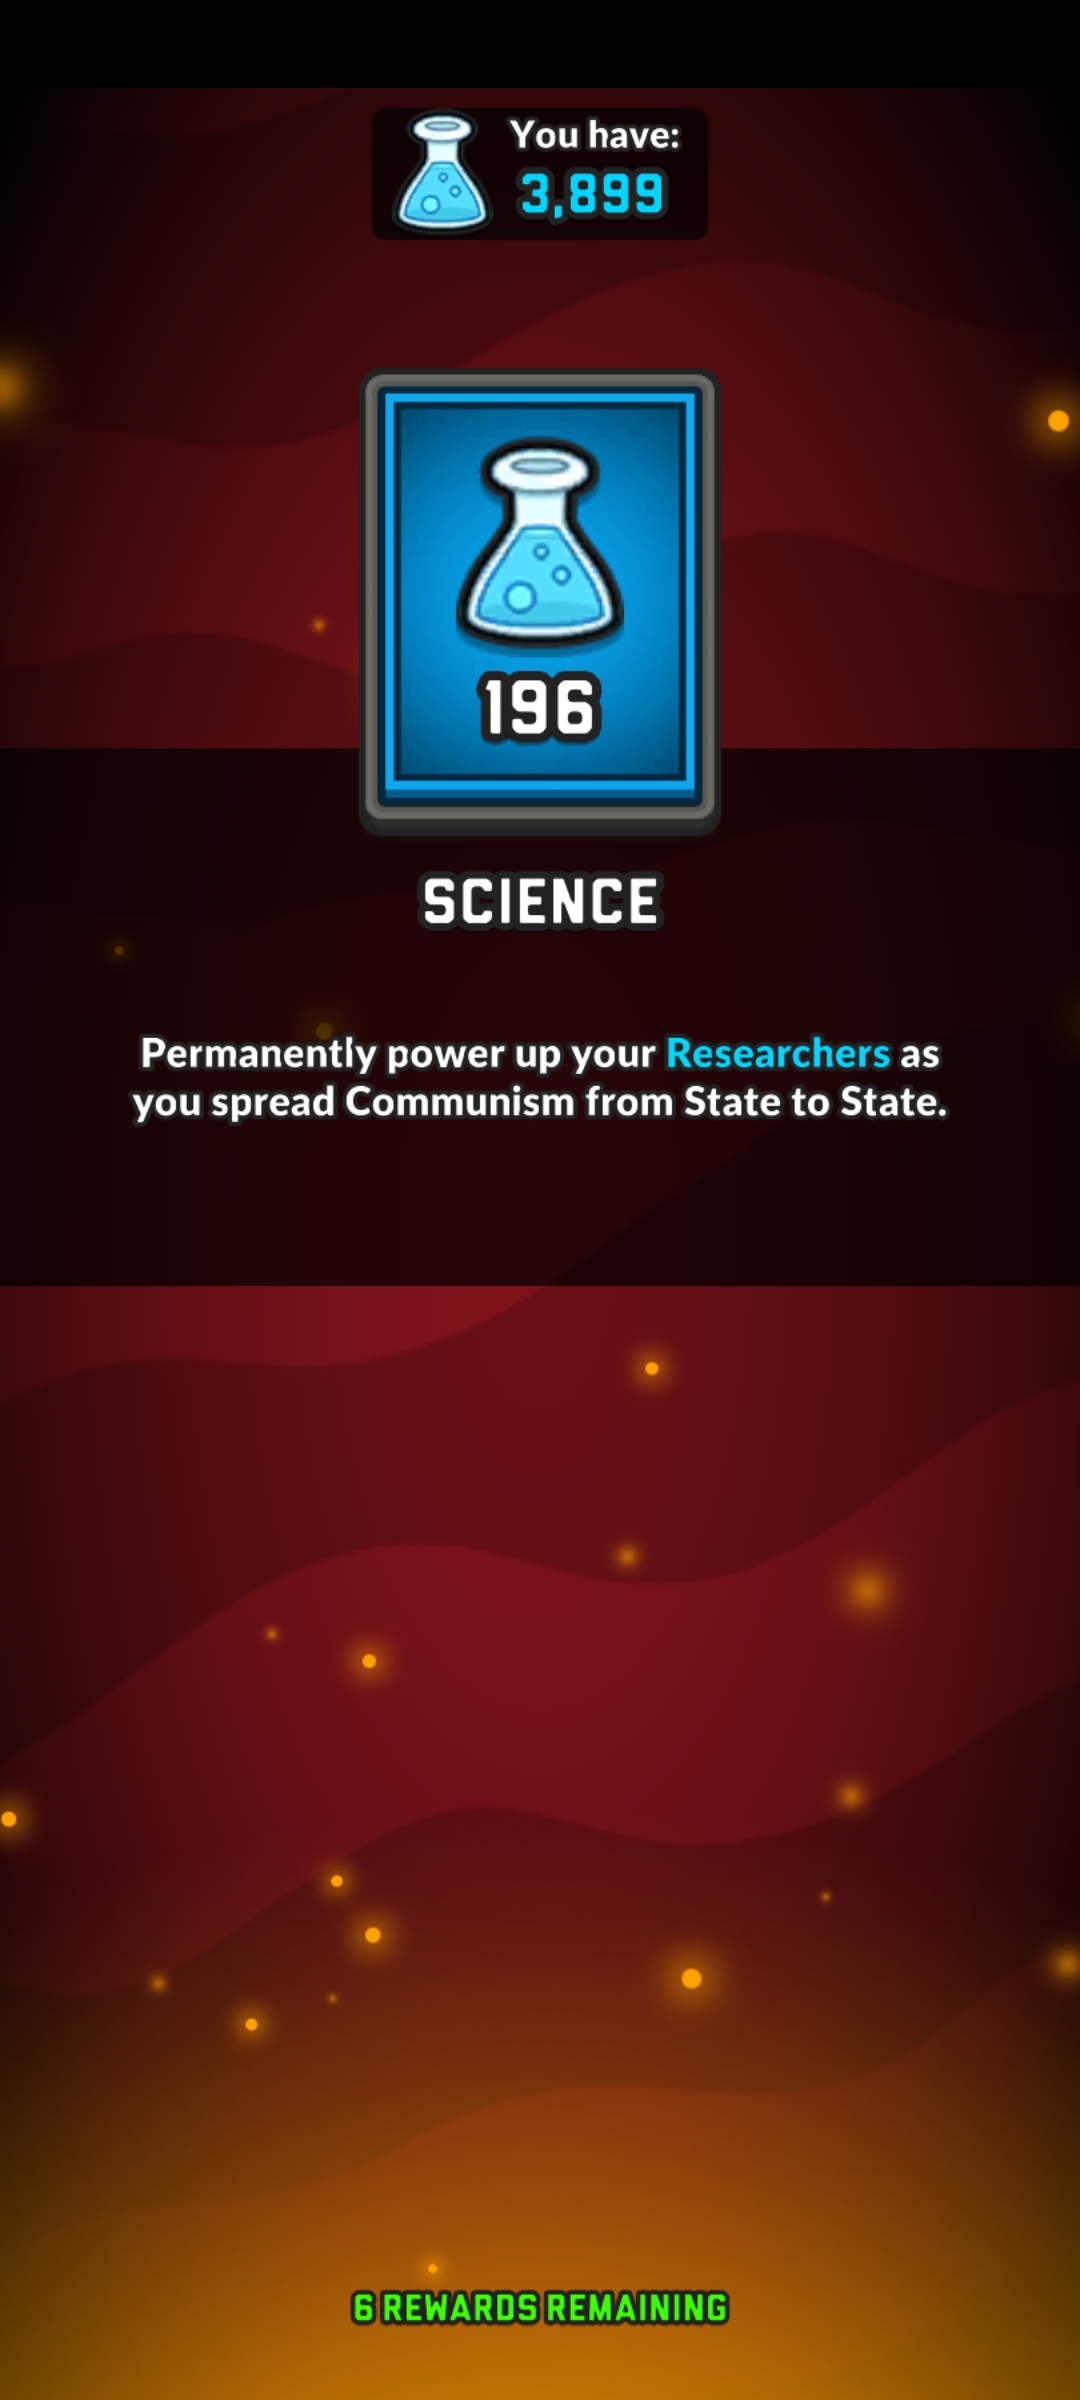 You have:
3,899
196
SCIENCE
Permanently power up your Researchers as
you spread Communism from State to State.
6 REWARDS REMAINING